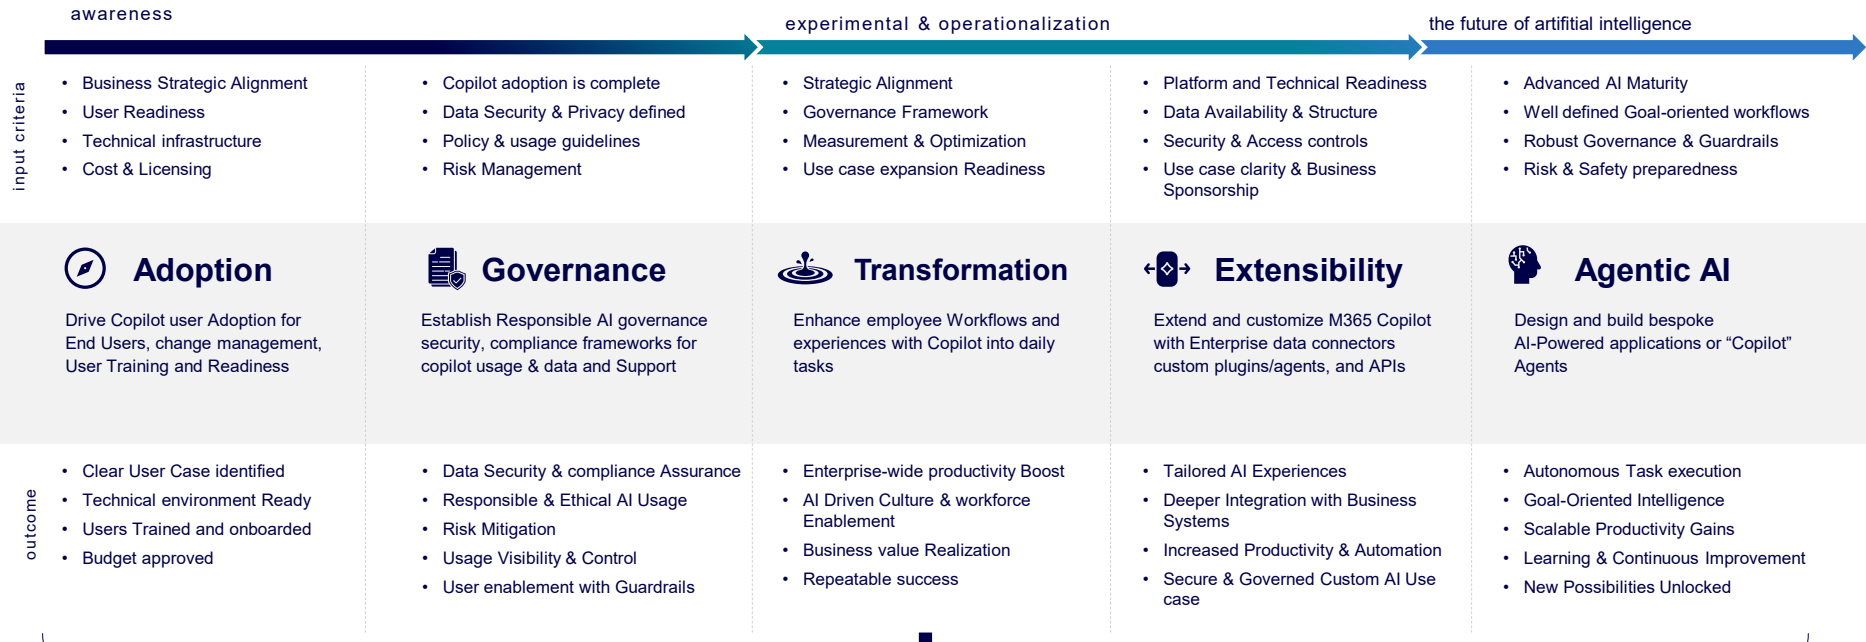 awareness
experimental & operationalization
the future of artifitial intelligence
input criteria
• Business Strategic Alignment
• User Readiness
• Technical infrastructure
• Cost & Licensing
• Copilot adoption is complete
• Data Security & Privacy defined
• Policy & usage guidelines
• Risk Management
• Strategic Alignment
• Governance Framework
• Measurement & Optimization
• Use case expansion Readiness
• Platform and Technical Readiness
• Data Availability & Structure
• Security & Access controls
• Use case clarity & Business
Sponsorship
• Advanced AI Maturity
• Well defined Goal-oriented workflows
• Robust Governance & Guardrails
• Risk & Safety preparedness
Adoption
Drive Copilot user Adoption for
End Users, change management,
User Training and Readiness
Governance
Establish Responsible AI governance
security, compliance frameworks for
copilot usage & data and Support
Transformation
Enhance employee Workflows and
experiences with Copilot into daily
tasks
Extensibility
Extend and customize M365 Copilot
with Enterprise data connectors
custom plugins/agents, and APIs
Agentic AI
Design and build bespoke
AI-Powered applications or “Copilot”
Agents
outcome
• Clear User Case identified
• Technical environment Ready
• Users Trained and onboarded
• Budget approved
• Data Security & compliance Assurance
• Responsible & Ethical AI Usage
• Risk Mitigation
• Usage Visibility & Control
• User enablement with Guardrails
• Enterprise-wide productivity Boost
• AI Driven Culture & workforce
Enablement
• Business value Realization
• Repeatable success
• Tailored AI Experiences
• Deeper Integration with Business
Systems
• Increased Productivity & Automation
• Secure & Governed Custom AI Use
case
• Autonomous Task execution
• Goal-Oriented Intelligence
• Scalable Productivity Gains
• Learning & Continuous Improvement
• New Possibilities Unlocked